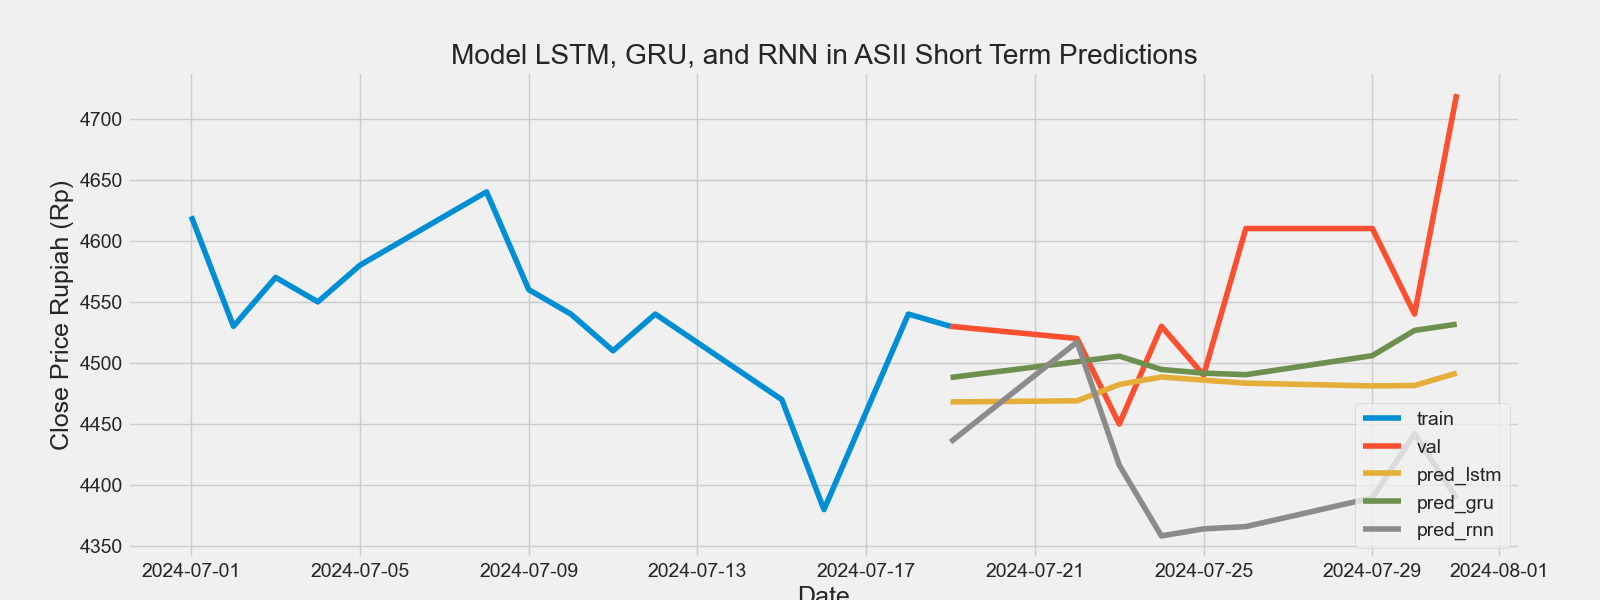 Model LSTM, GRU, and RNN in ASII Short Term Predictions
Close Price Rupiah (Rp)
4700
4650
4600
4550
4500
4450
4400
4350
train
val
pred_lstm
pred_gru
pred_rnn
2024-07-01 2024-07-05 2024-07-09 2024-07-13 2024-07-17 2024-07-21 2024-07-25 2024-07-29 2024-08-01
Date